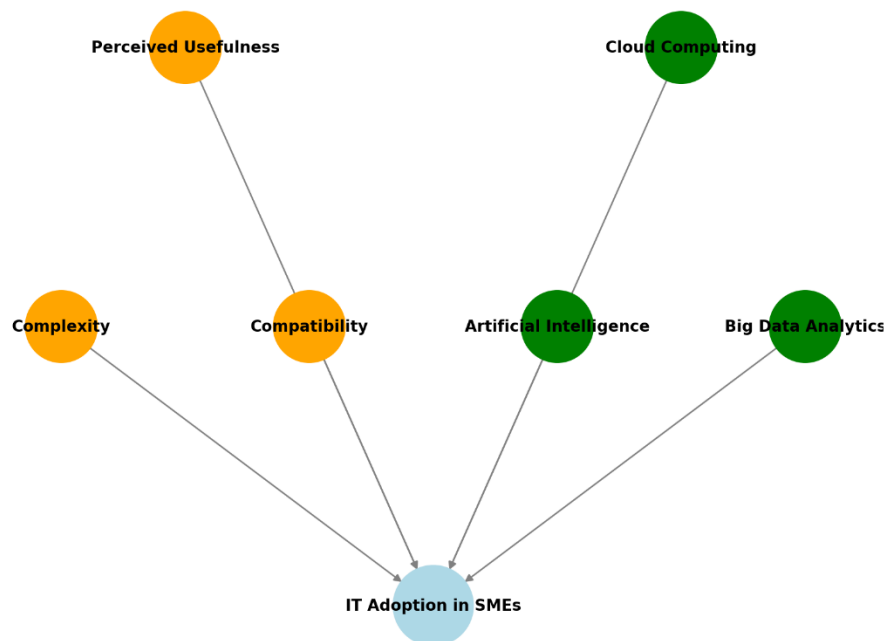 Perceived Usefulness
Cloud Computing
Complexity
Compatibility
Artificial Intelligence
Big Data Analytics
IT Adoption in SMEs